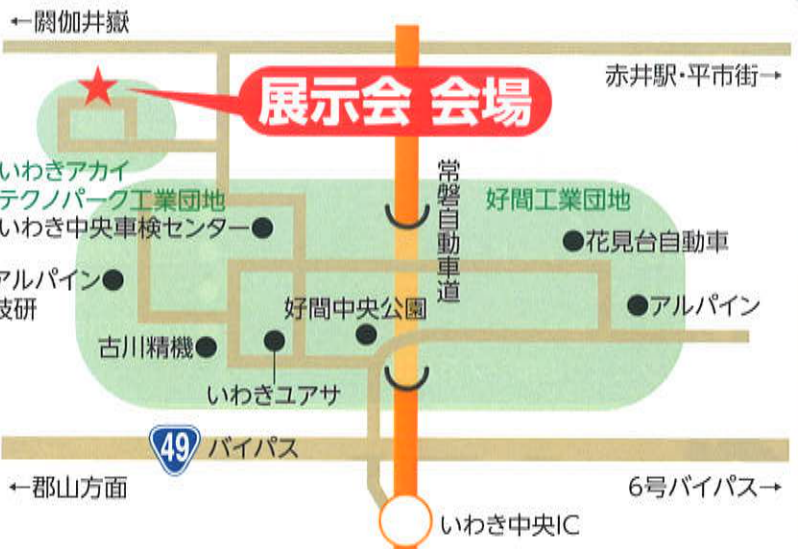 ←閼伽井嶽
赤井駅・平市街→
展示会 会場
いわきアカイ
テクノパーク工業団地
常磐自動車道
好間工業団地
いわき中央車検センター
花見台自動車
アルパイン
技研
好間中央公園
アルパイン
古川精機
いわきユアサ
49 バイパス
←郡山方面
6号バイパス→
いわき中央IC